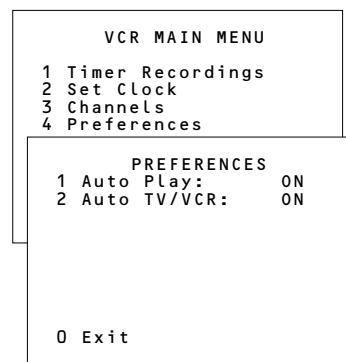 VCR MAIN MENU
1 Timer Recordings
2 Set Clock
3 Channels
4 Preferences
PREFERENCES
1 Auto Play: ON
2 Auto TV/VCR: ON
0 Exit